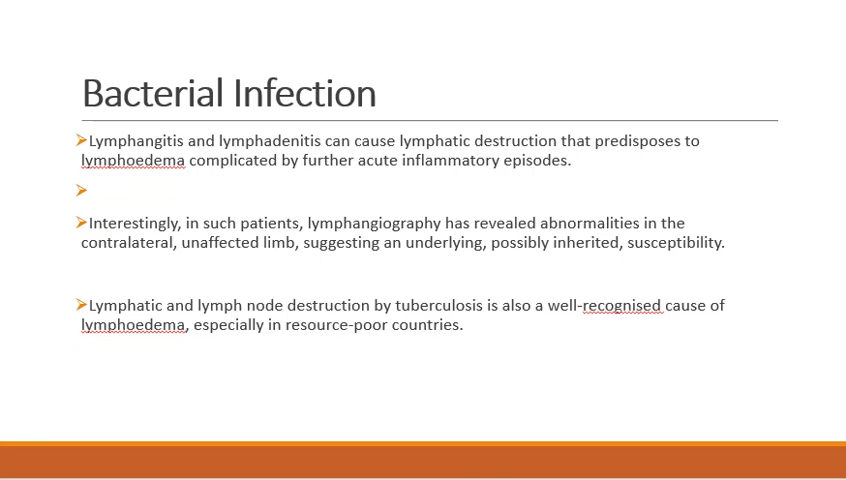 Bacterial Infection
➢Lymphangitis and lymphadenitis can cause lymphatic destruction that predisposes to
lymphoedema complicated by further acute inflammatory episodes.
➢
➢Interestingly, in such patients, lymphangiography has revealed abnormalities in the
contralateral, unaffected limb, suggesting an underlying, possibly inherited, susceptibility.
➢Lymphatic and lymph node destruction by tuberculosis is also a well-recognised cause of
lymphoedema, especially in resource-poor countries.